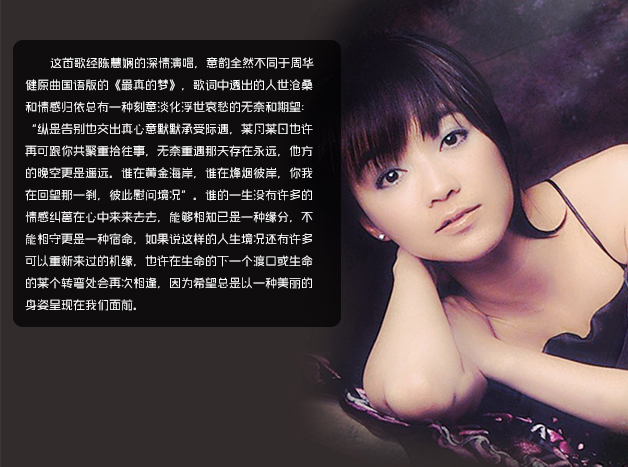 这首歌经陈慧娴的深情演唱，意韵全然不同于周华
健原曲国语版的《最真的梦》，歌词中透出的人世沧桑
和情感归依总有一种刻意淡化浮世哀愁的无奈和期望：
“纵是告别也交出真心意默默承受际遇，某月某日也许
再可跟你共聚重拾往事，无奈重遇那天存在永远，他方
的晚空更是遥远。谁在黄金海岸，谁在烽烟彼岸，你我
在回望那一刹，彼此慰问境况”。谁的一生没有许多的
情感纠葛在心中来来去去，能够相知已是一种缘分，不
能相守更是一种宿命，如果说这样的人生境况还有许多
可以重新来过的机缘，也许在生命的下一个渡口或生命
的某个转弯处会再次相逢，因为希望总是以一种美丽的
身姿呈现在我们面前。